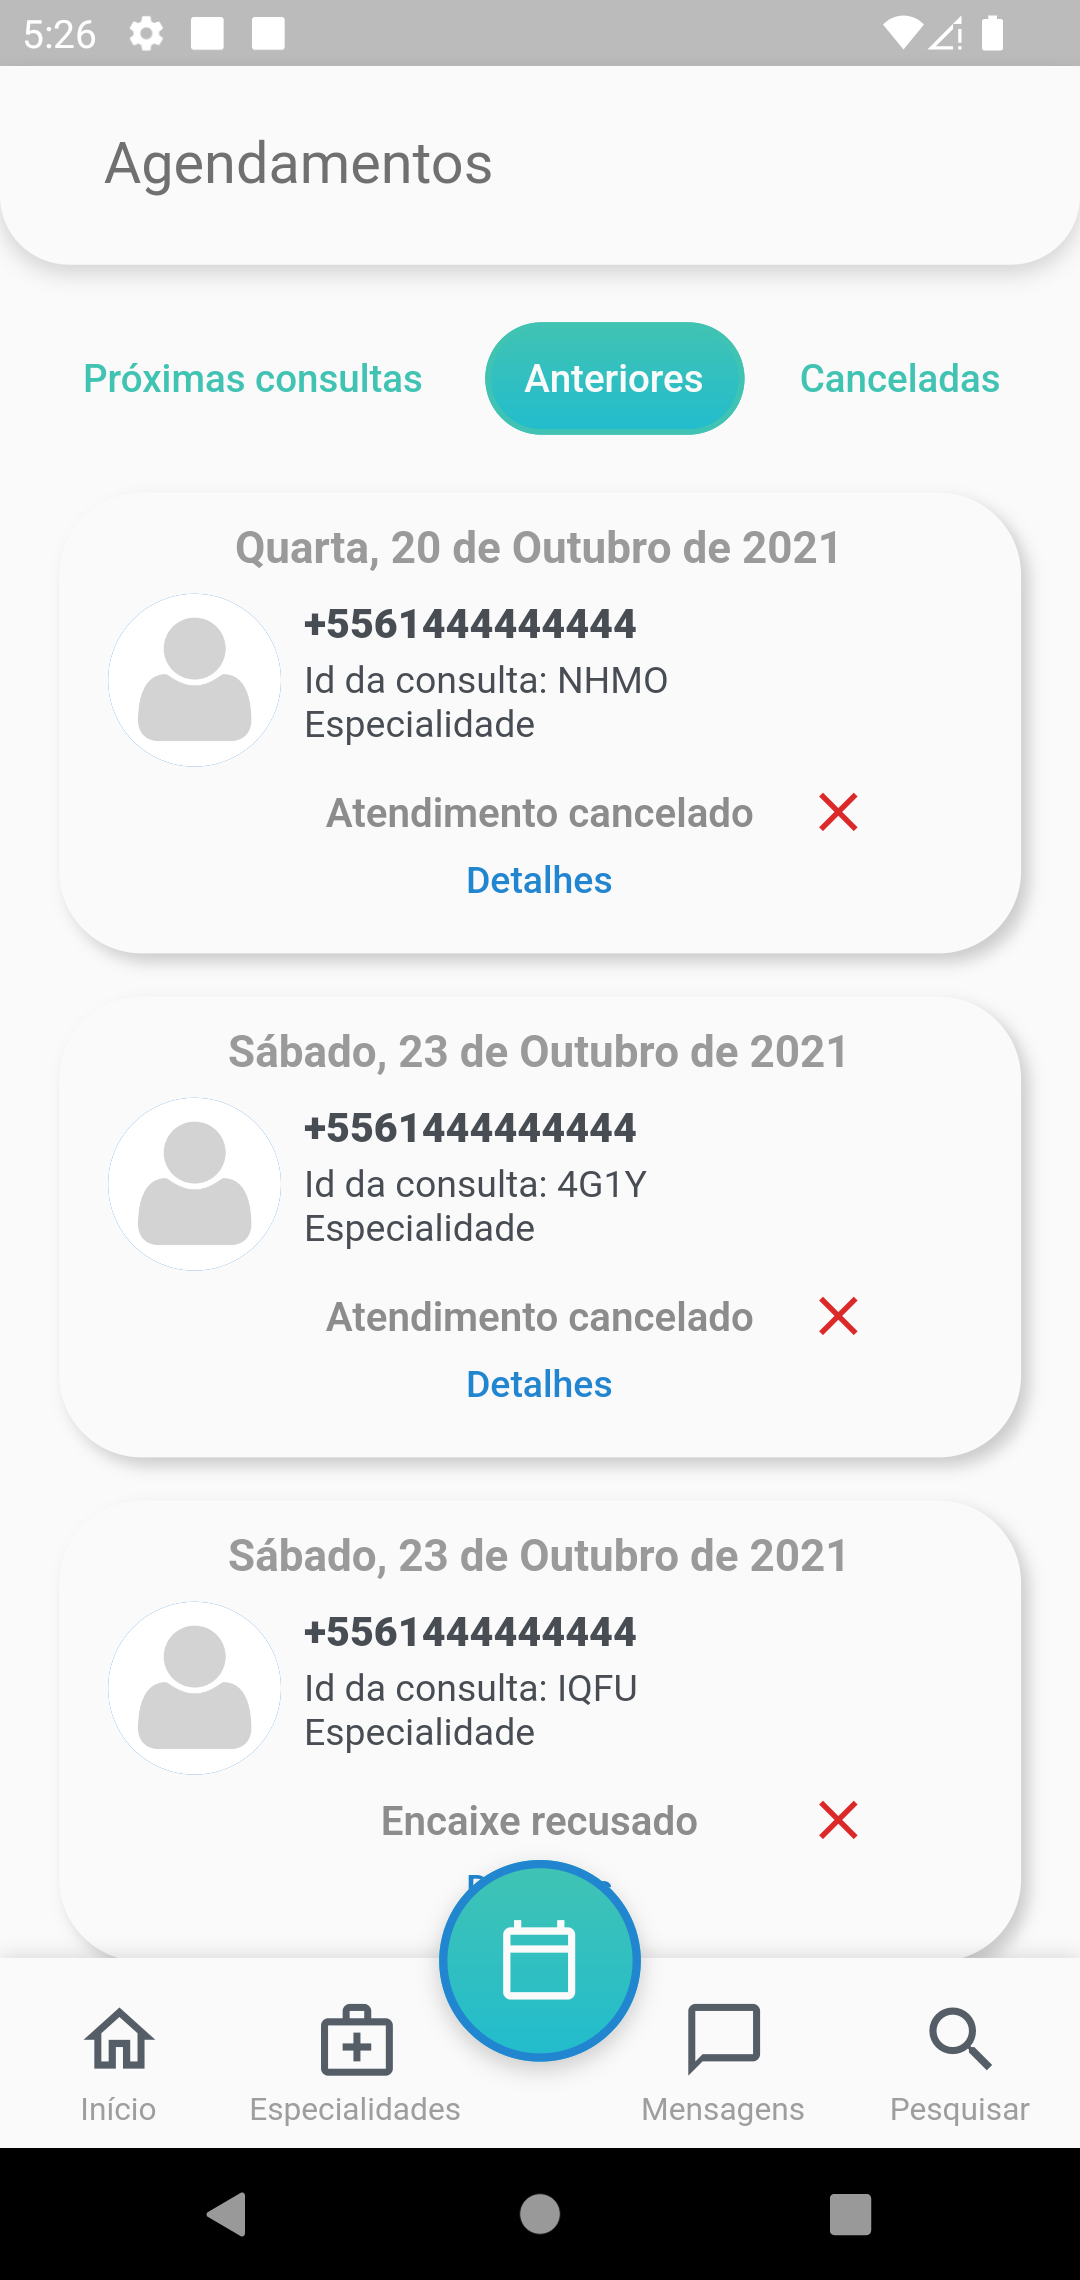 5:26
Agendamentos
Próximas consultas Anteriores Canceladas
Quarta, 20 de Outubro de 2021
+5561444444444
Id da consulta: NHMO
Especialidade
Atendimento cancelado
Detalhes
Sábado, 23 de Outubro de 2021
+5561444444444
Id da consulta: 4G1Y
Especialidade
Atendimento cancelado
Detalhes
Sábado, 23 de Outubro de 2021
+5561444444444
Id da consulta: IQFU
Especialidade
Encaixe recusado
Início Especialidades Mensagens Pesquisar